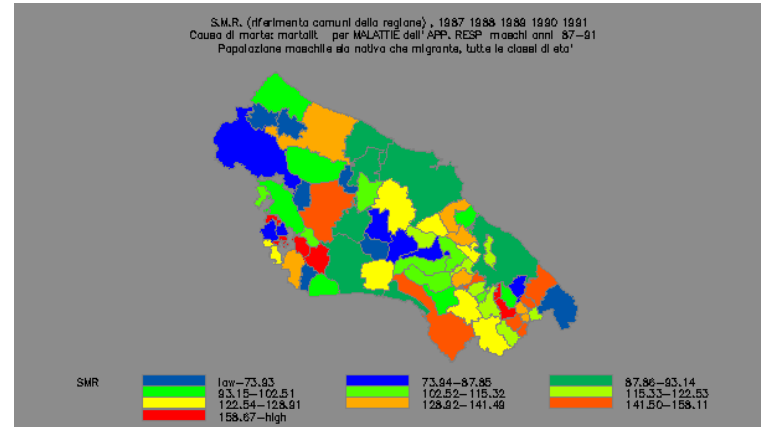 S.M.R. (riferimento comuni della regione) , 1987 1988 1989 1990 1991
Causa di morte: mortalit per MALATTIE dell'APP. RESP maschi anni 87-91
Popolazione maschile sia nativa che migrante, tutte le classi di eta'
SMR low-73.93 73.94-87.85 87.86-93.14
93.15-102.51 102.52-115.32 115.33-122.53
122.54-128.91 128.92-141.49 141.50-158.11
158.67-high